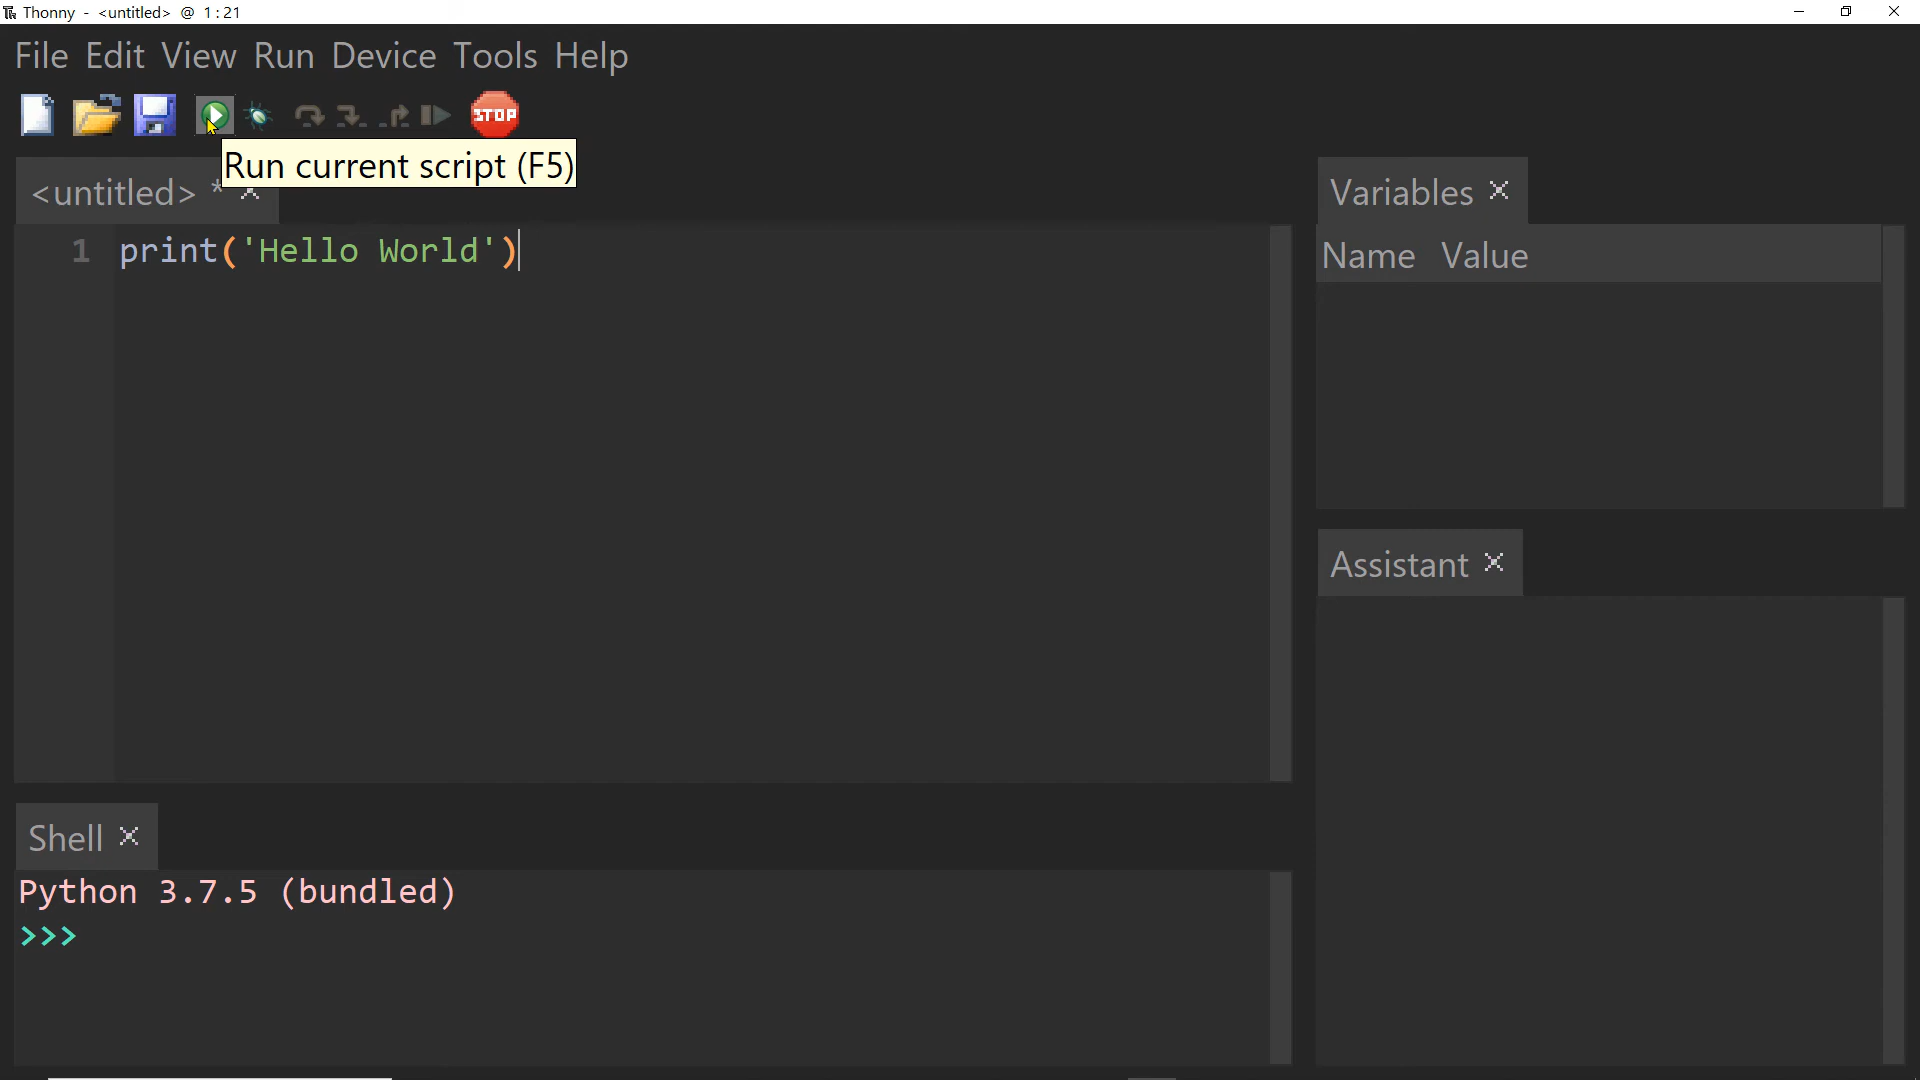 Thonny - <untitled> @ 1:21
File Edit View Run Device Tools Help
STOP
Run current script (F5)
<untitled> *
1 print('Hello World')
Variables
Name Value
Assistant
Shell
Python 3.7.5 (bundled)
>>>